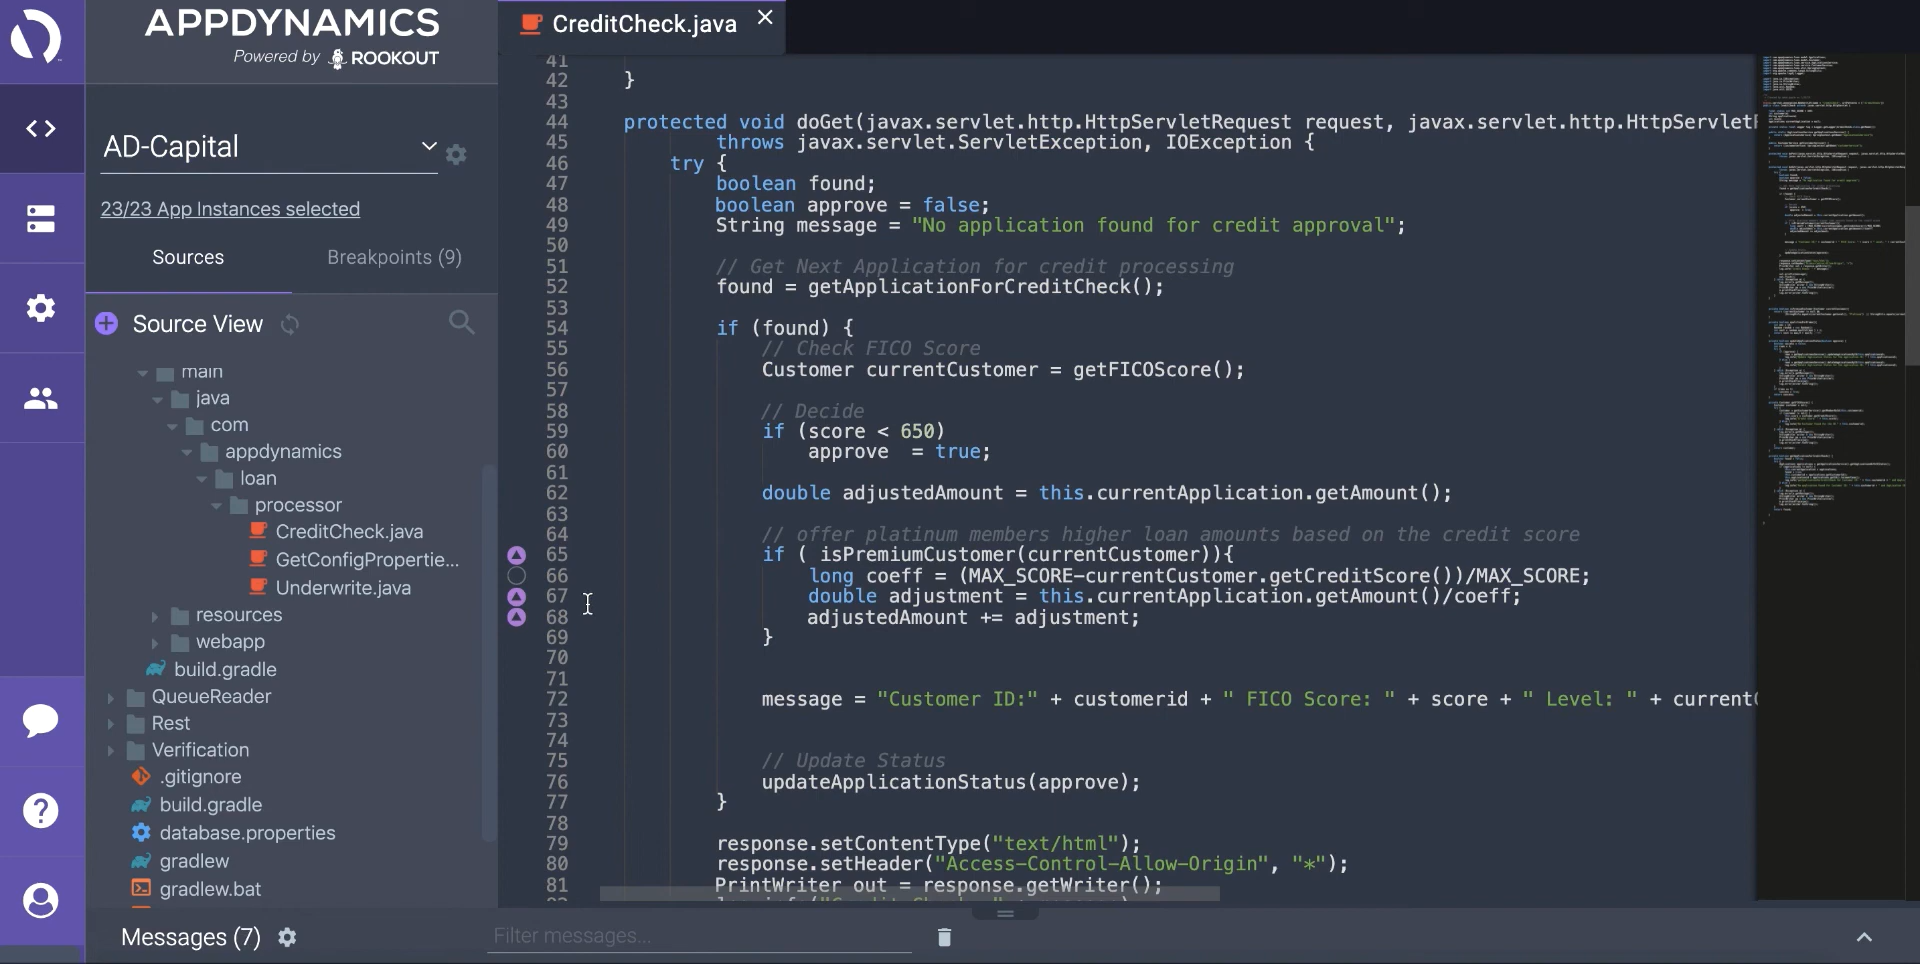 APPDYNAMICS
Powered by ROOKOUT
AD-Capital
23/23 App Instances selected
Sources
Breakpoints (9)
Source View
main
java
com
appdynamics
loan
processor
CreditCheck.java
GetConfigPropertie...
Underwrite.java
resources
webapp
build.gradle
QueueReader
Rest
Verification
.gitignore
build.gradle
database.properties
gradlew
gradlew.bat
CreditCheck.java
41
42 }
43
44 protected void doGet(javax.servlet.http.HttpServletRequest request, javax.servlet.http.HttpServletR
45 throws javax.servlet.ServletException, IOException {
46 try {
47 boolean found;
48 boolean approve = false;
49 String message = "No application found for credit approval";
50
51 // Get Next Application for credit processing
52 found = getApplicationForCreditCheck();
53
54 if (found) {
55 // Check FICO Score
56 Customer currentCustomer = getFICOScore();
57
58 // Decide
59 if (score < 650)
60 approve  = true;
61
62 double adjustedAmount = this.currentApplication.getAmount();
63
64 // offer platinum members higher loan amounts based on the credit score
65 if ( isPremiumCustomer(currentCustomer)){
66 long coeff = (MAX_SCORE-currentCustomer.getCreditScore())/MAX_SCORE;
67 double adjustment = this.currentApplication.getAmount()/coeff;
68 adjustedAmount += adjustment;
69 }
70
71
72 message = "Customer ID:" + customerid + " FICO Score: " + score + " Level: " + current
73
74
75 // Update Status
76 updateApplicationStatus(approve);
77 }
78
79 response.setContentType("text/html");
80 response.setHeader("Access-Control-Allow-Origin", "*");
81 PrintWriter out = response.getWriter();
Messages (7)
Filter messages...